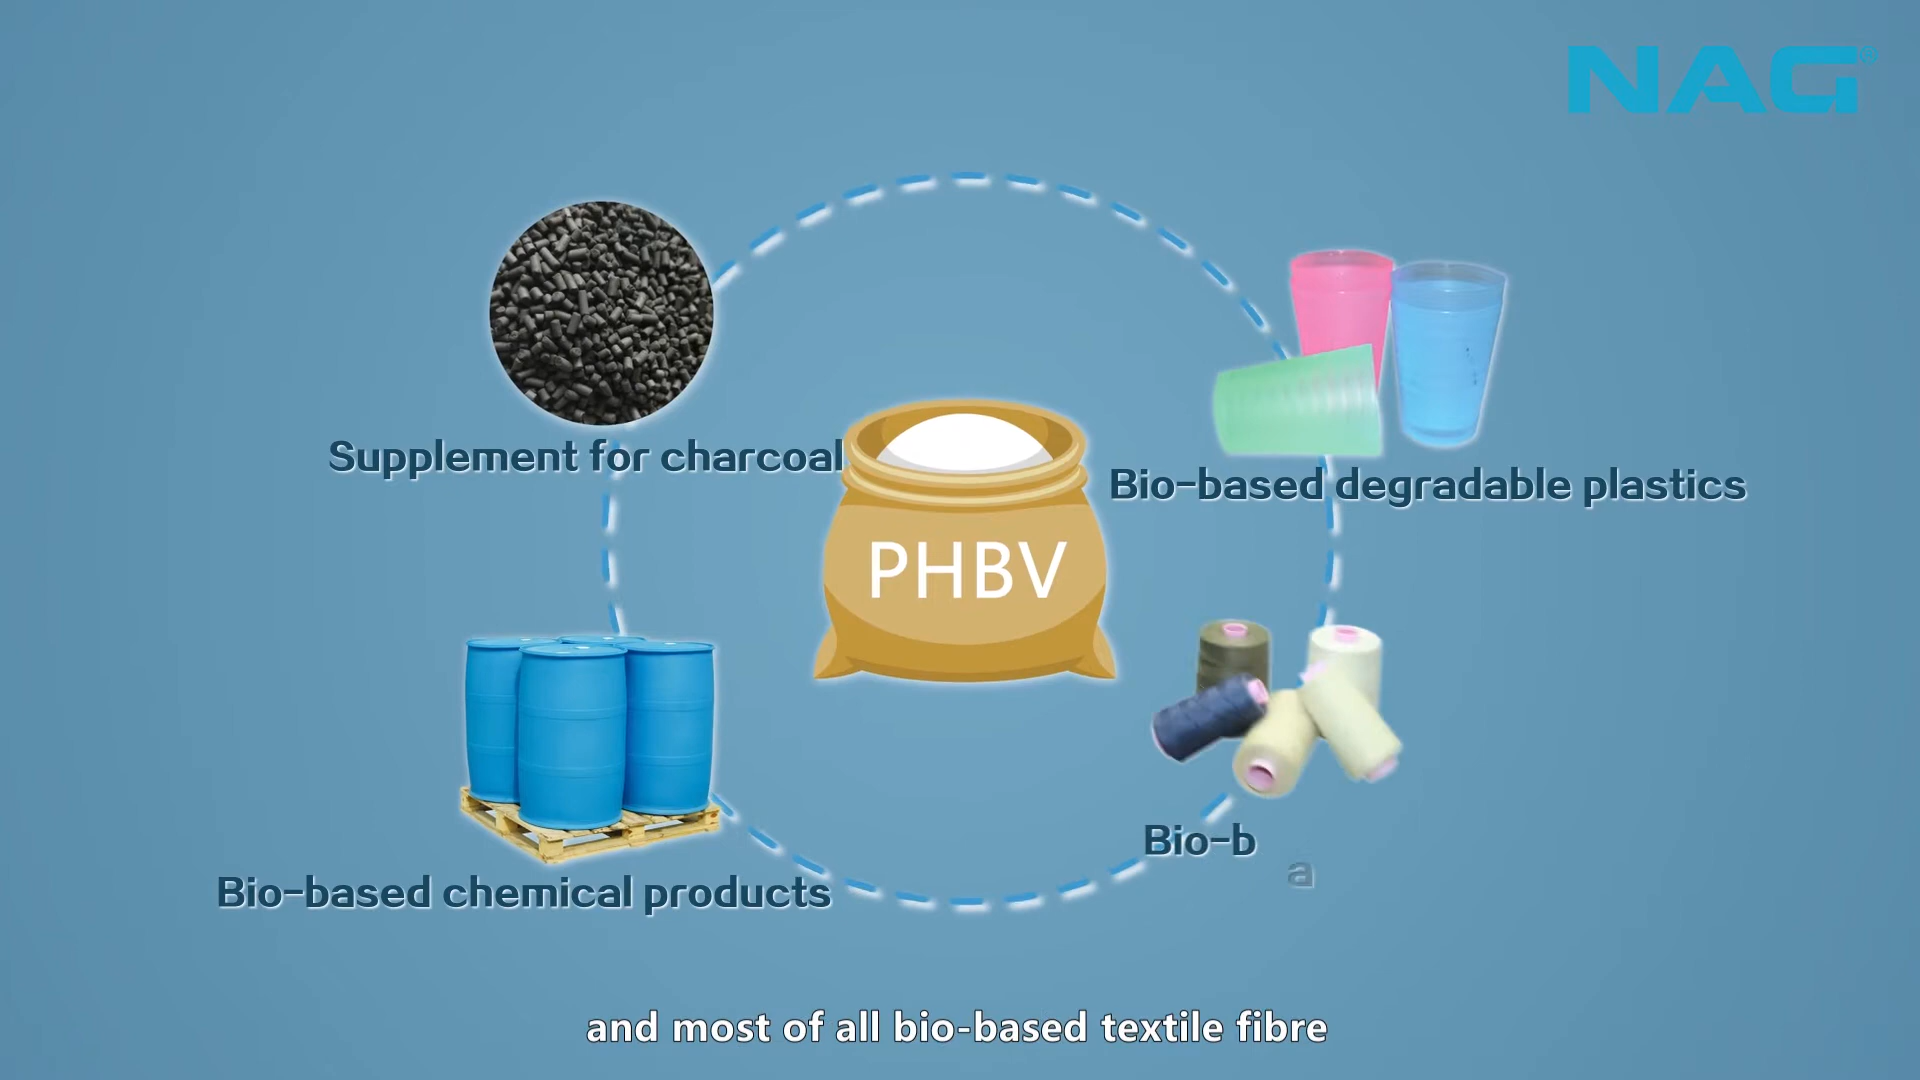 NAG®
Supplement for charcoal
Bio-based degradable plastics
PHBV
Bio-based chemical products
Bio-b
a
and most of all bio-based textile fibre